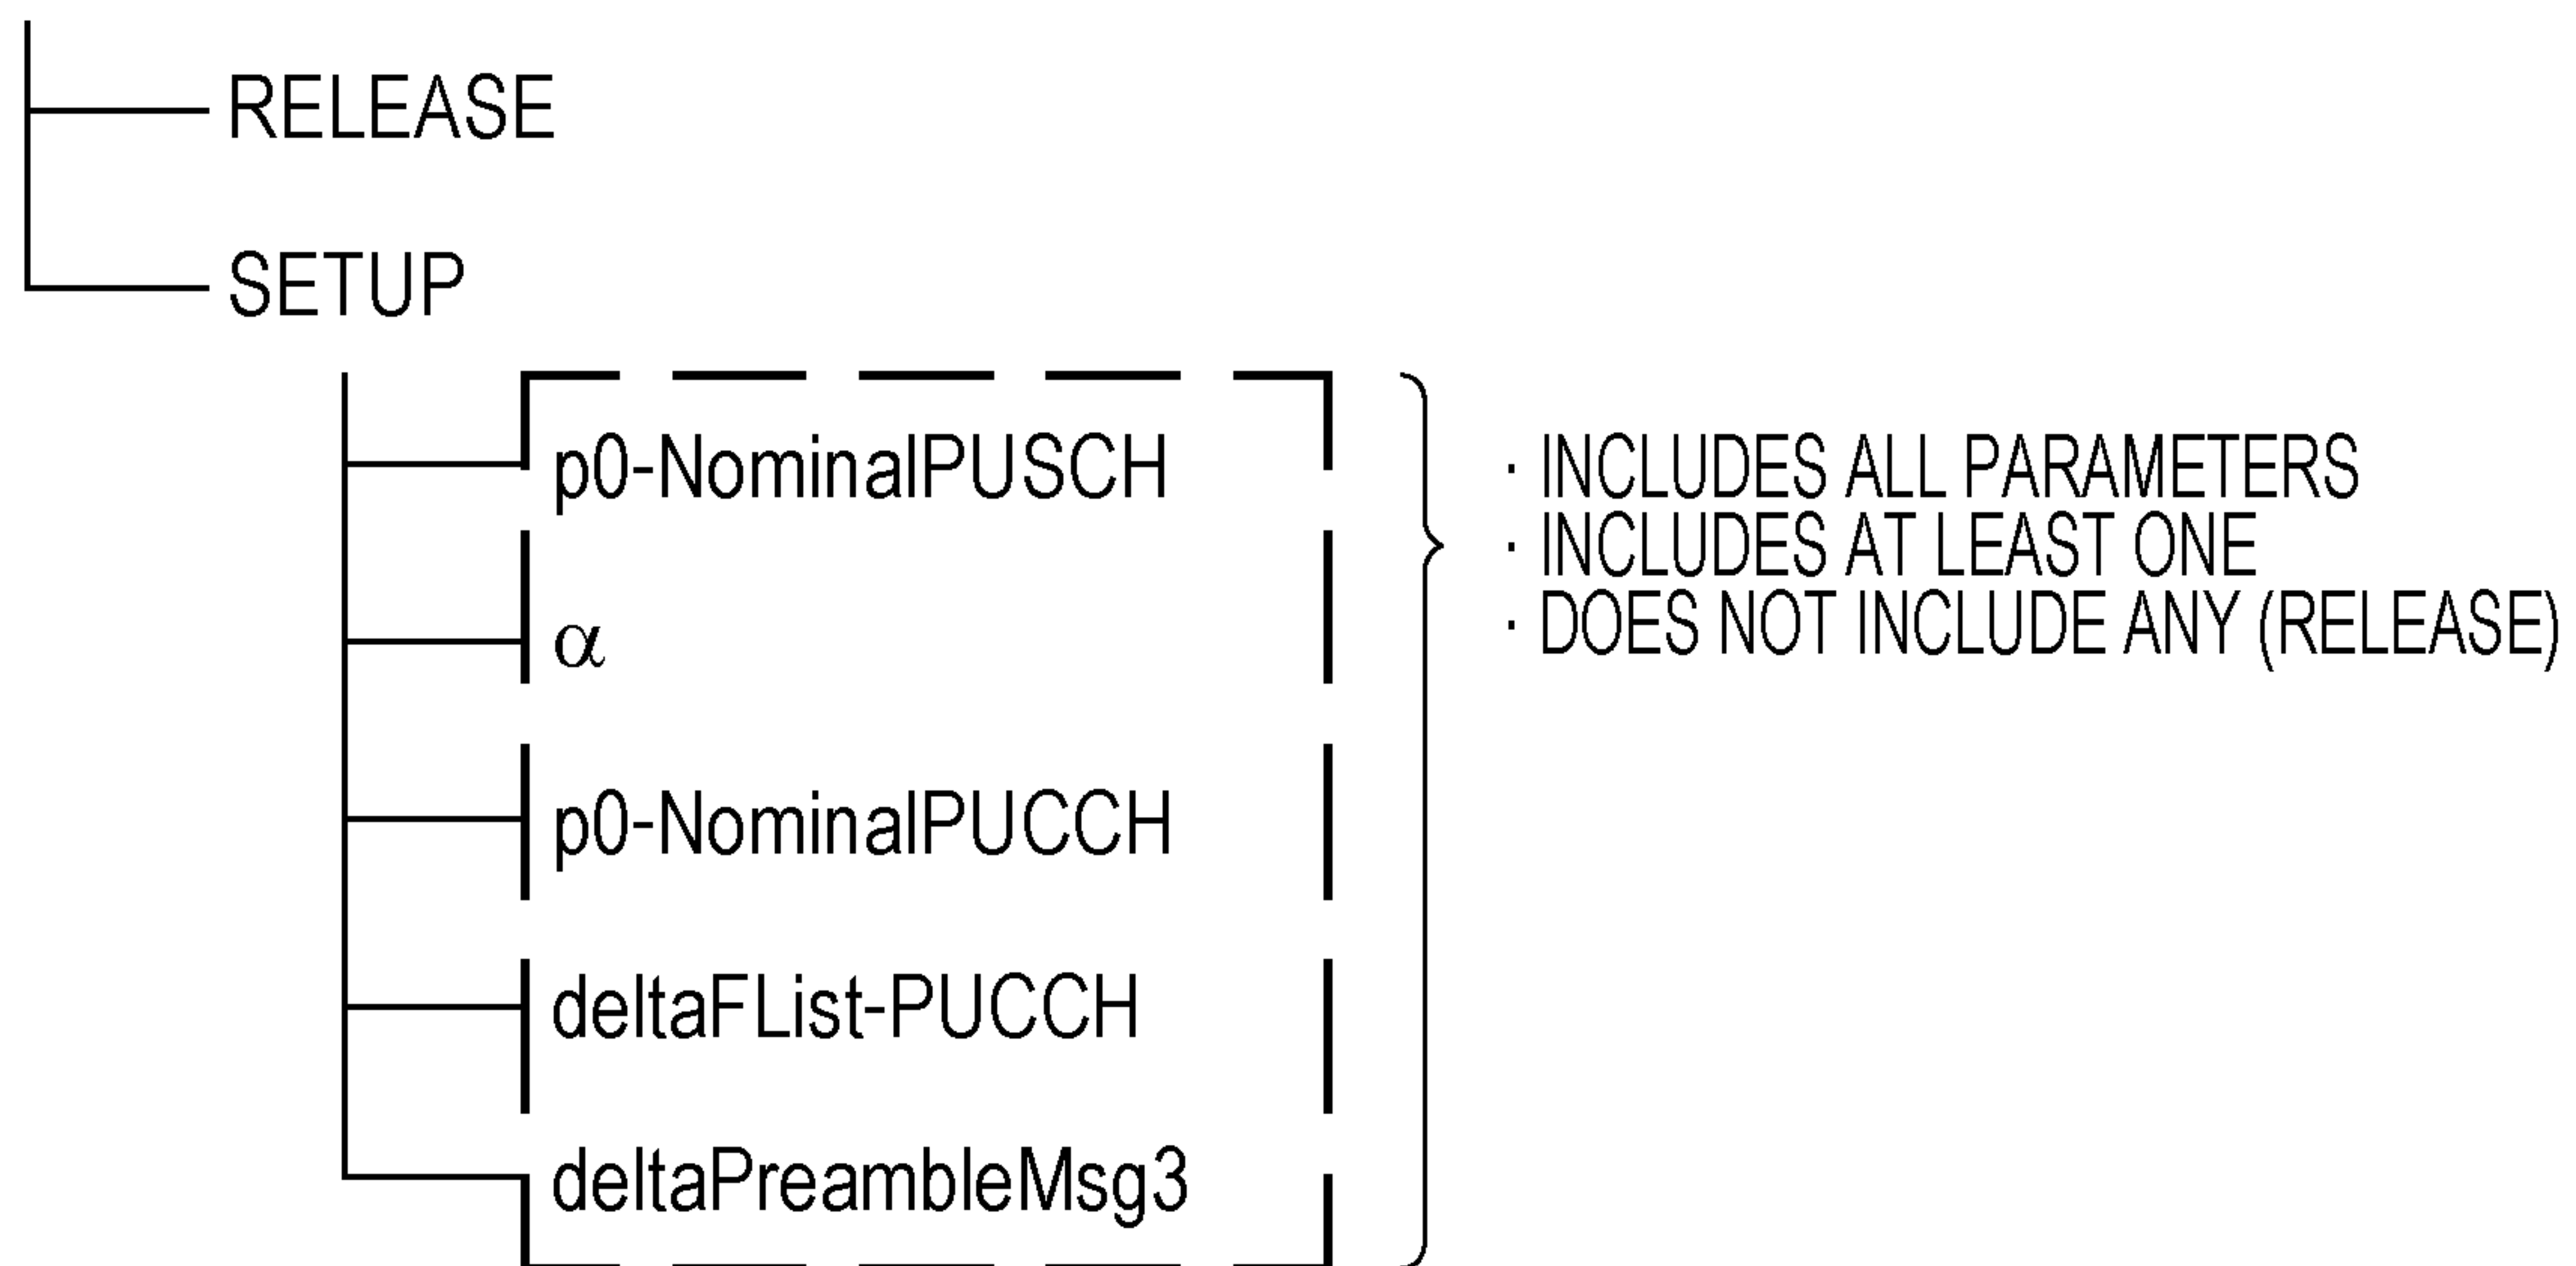 RELEASE
SETUP
p0-NominalPUSCH
α
p0-NominalPUCCH
deltaFList-PUCCH
deltaPreambleMsg3
· INCLUDES ALL PARAMETERS
· INCLUDES AT LEAST ONE
· DOES NOT INCLUDE ANY (RELEASE)